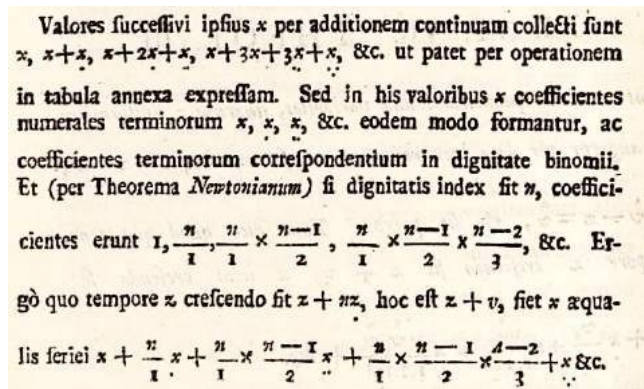 Valores ſucceſſivi ipſius x per additionem continuam collecti ſunt
x, x+ẋ, x+2ẋ+ẍ, x+3ẋ+3ẍ+x⃛, &c. ut patet per operationem
in tabula annexa expreſſam. Sed in his valoribus x coefficientes
numerales terminorum ẋ, ẍ, x⃛, &c. eodem modo formantur, ac
coefficientes terminorum correſpondentium in dignitate binomii.
Et (per Theorema Newtonianum) ſi dignitatis index ſit n, coeffici-
cientes erunt 1, n/1, n/1 × n—1/2, n/1 × n—1/2 × n—2/3, &c. Er-
gò quo tempore z creſcendo fit z + nż, hoc eſt z + v, fiet x æqua-
lis ſeriei x + n/1 ẋ + n/1 × n—1/2 ẍ + n/1 × n—1/2 × 4—2/3 + x⃛ &c.